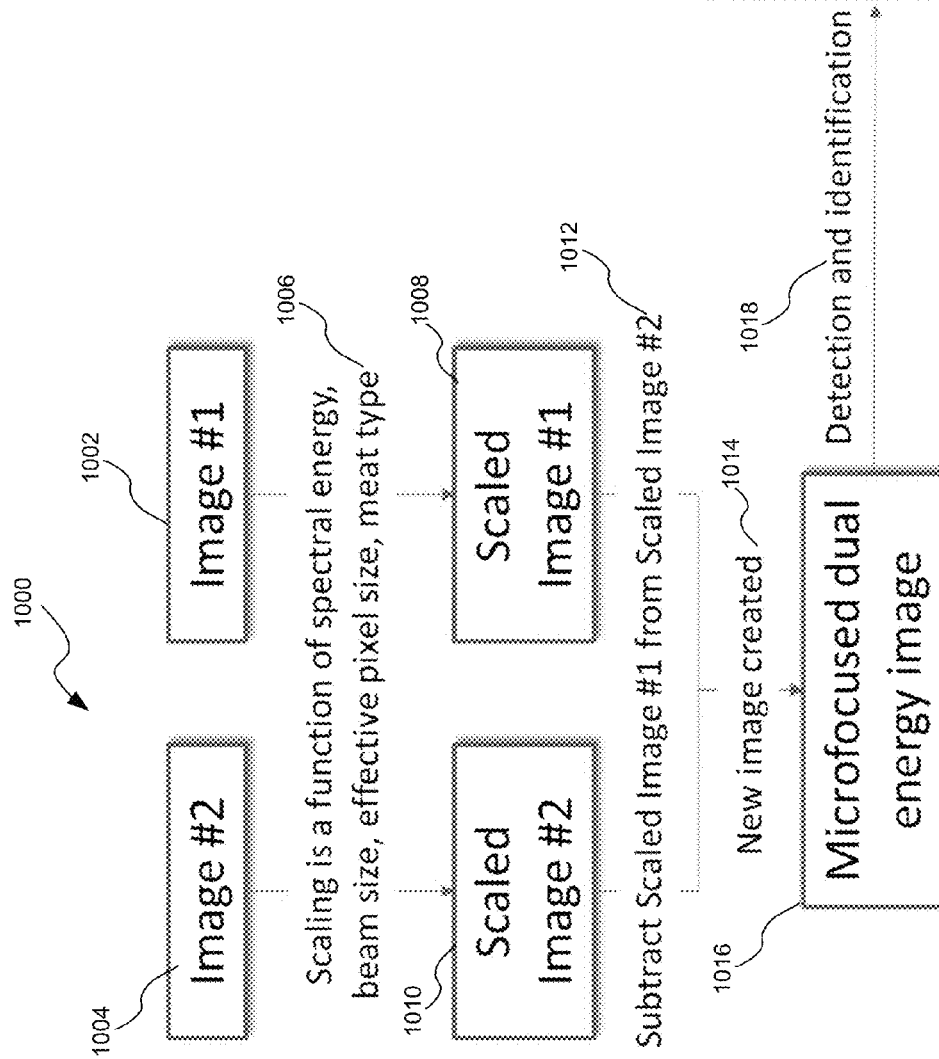 1000
1004
Image #2
1002
Image #1
Scaling is a function of spectral energy,
beam size, effective pixel size, meat type
1006
1010
Scaled
Image #2
1008
Scaled
Image #1
Subtract Scaled Image #1 from Scaled Image #2
1012
New image created
1014
1016
Microfocused dual
energy image
1018
Detection and identification